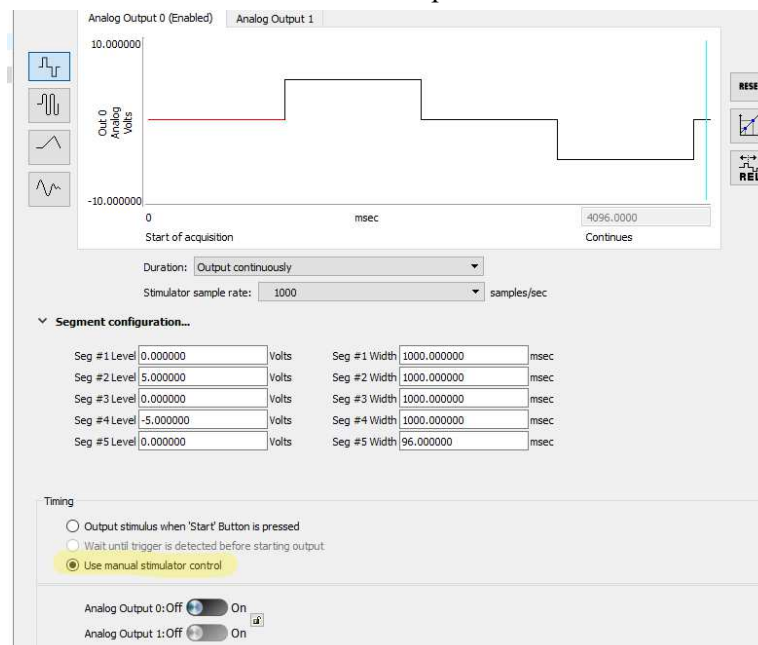 Analog Output 0 (Enabled) Analog Output 1
10.000000
Out 0
Analog
Volts
-10.000000
0 msec 4096.0000
Start of acquisition Continues
Duration: Output continuously
Stimulator sample rate: 1000 samples/sec
Segment configuration...
Seg #1 Level 0.000000 Volts Seg #1 Width 1000.000000 msec
Seg #2 Level 5.000000 Volts Seg #2 Width 1000.000000 msec
Seg #3 Level 0.000000 Volts Seg #3 Width 1000.000000 msec
Seg #4 Level -5.000000 Volts Seg #4 Width 1000.000000 msec
Seg #5 Level 0.000000 Volts Seg #5 Width 96.000000 msec
Timing
Output stimulus when 'Start' Button is pressed
Wait until trigger is detected before starting output
Use manual stimulator control
Analog Output 0: Off On
Analog Output 1: Off On